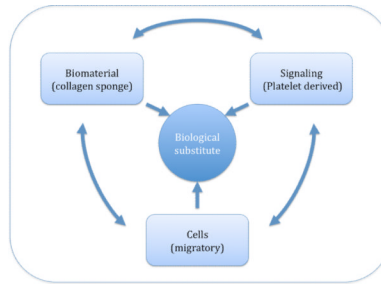 Biomaterial
(collagen sponge)
Signaling
(Platelet derived)
Biological
substitute
Cells
(migratory)